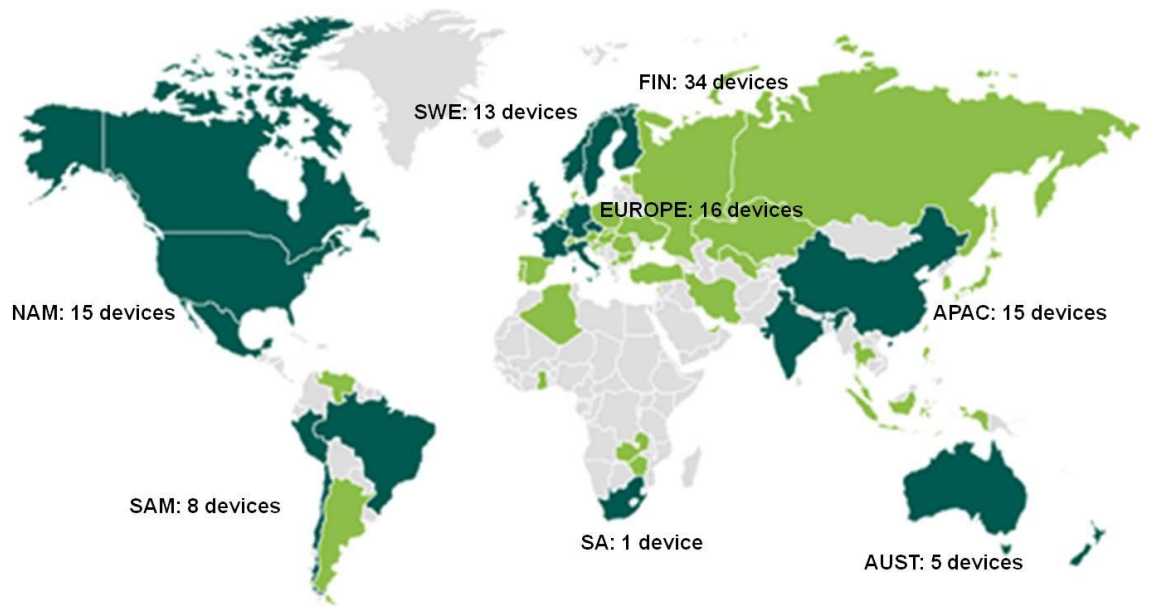 FIN: 34 devices
SWE: 13 devices
EUROPE: 16 devices
NAM: 15 devices
APAC: 15 devices
SAM: 8 devices
SA: 1 device
AUST: 5 devices